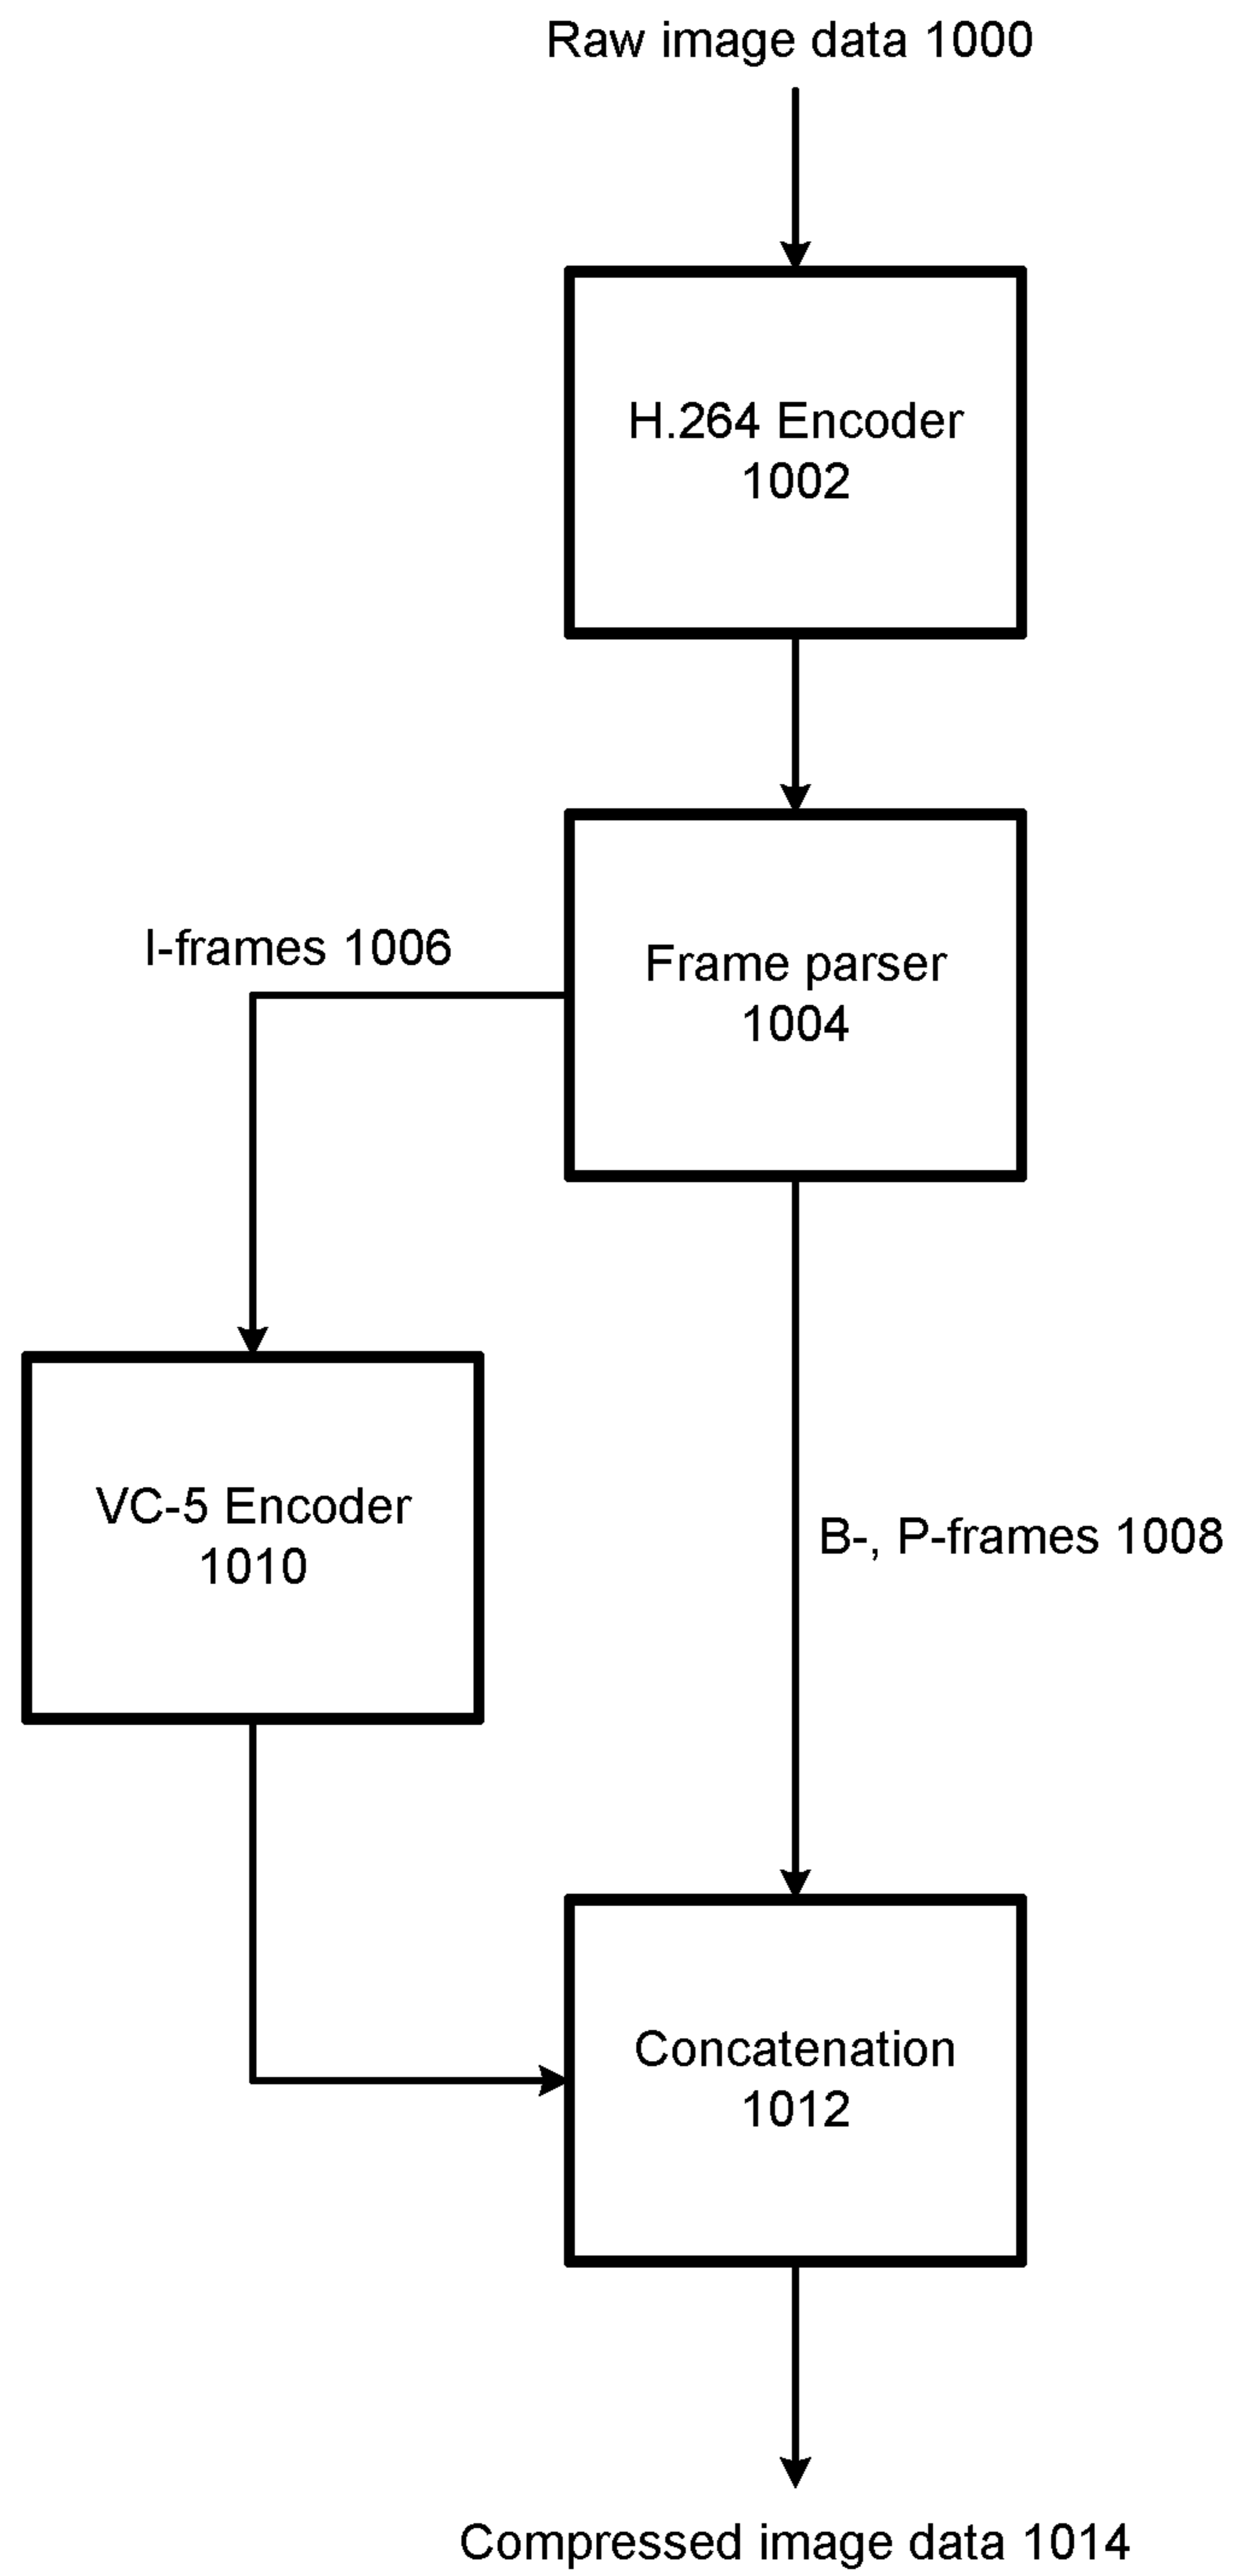 Raw image data 1000
H.264 Encoder
1002
I-frames 1006
Frame parser
1004
VC-5 Encoder
1010
B-, P-frames 1008
Concatenation
1012
Compressed image data 1014